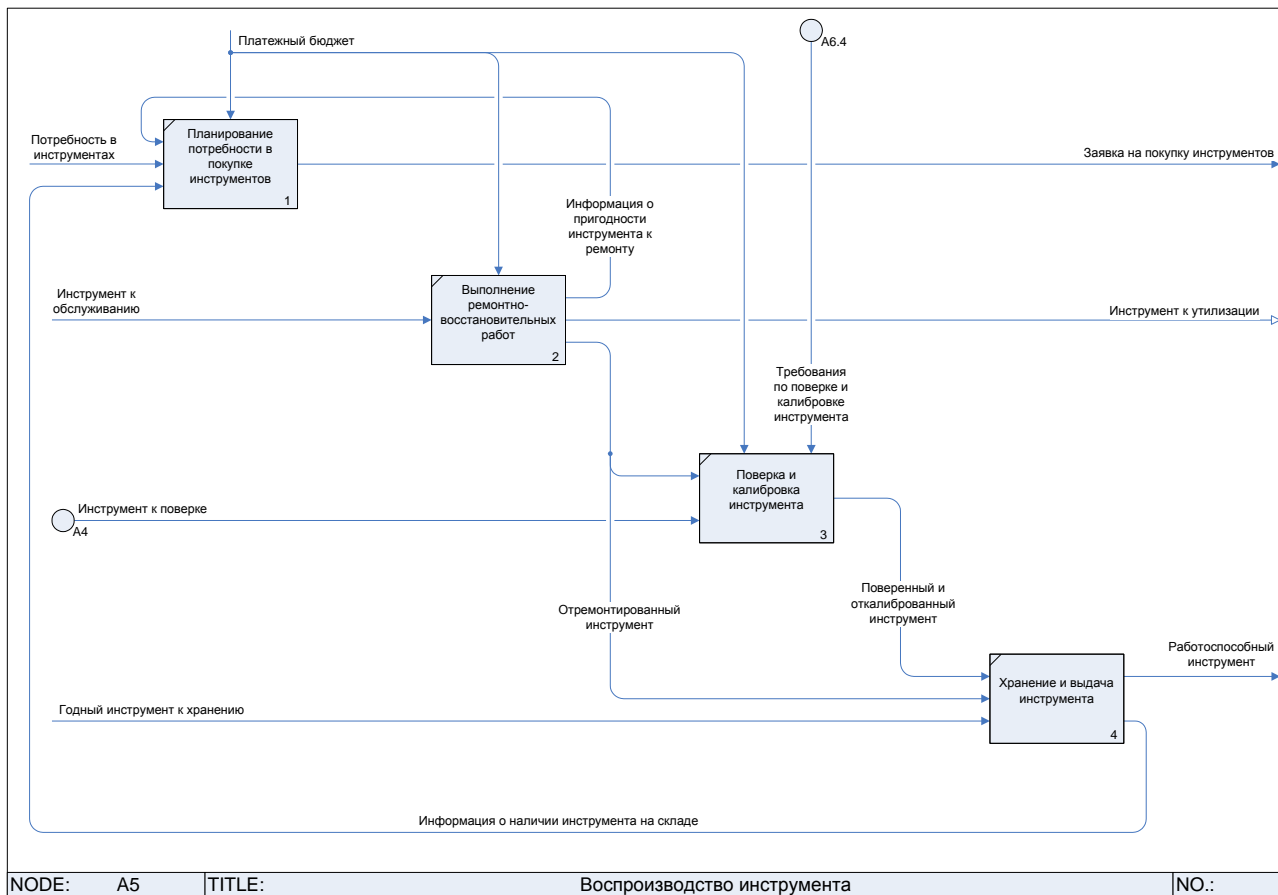 Платежный бюджет
A6.4
Потребность в
инструментах
Планирование
потребности в
покупке
инструментов
1
Заявка на покупку инструментов
Информация о
пригодности
инструмента к
ремонту
Инструмент к
обслуживанию
Выполнение
ремонтно-
восстановительных
работ
2
Инструмент к утилизации
Требования
по поверке и
калибровке
инструмента
Инструмент к поверке
A4
Поверка и
калибровка
инструмента
3
Отремонтированный
инструмент
Поверенный и
откалиброванный
инструмент
Годный инструмент к хранению
Хранение и выдача
инструмента
4
Работоспособный
инструмент
Информация о наличии инструмента на складе
NODE: A5 TITLE: Воспроизводство инструмента NO.: